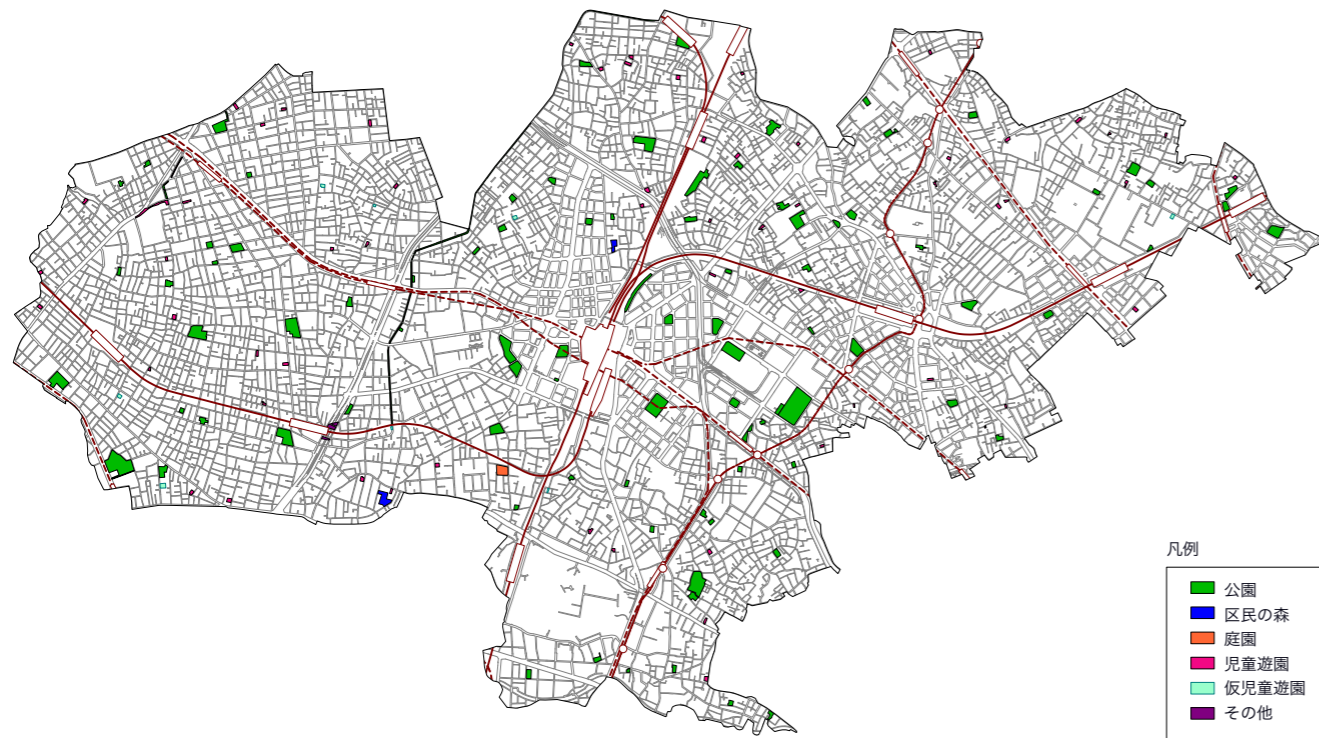 凡例
公園
区民の森
庭園
児童遊園
仮児童遊園
その他